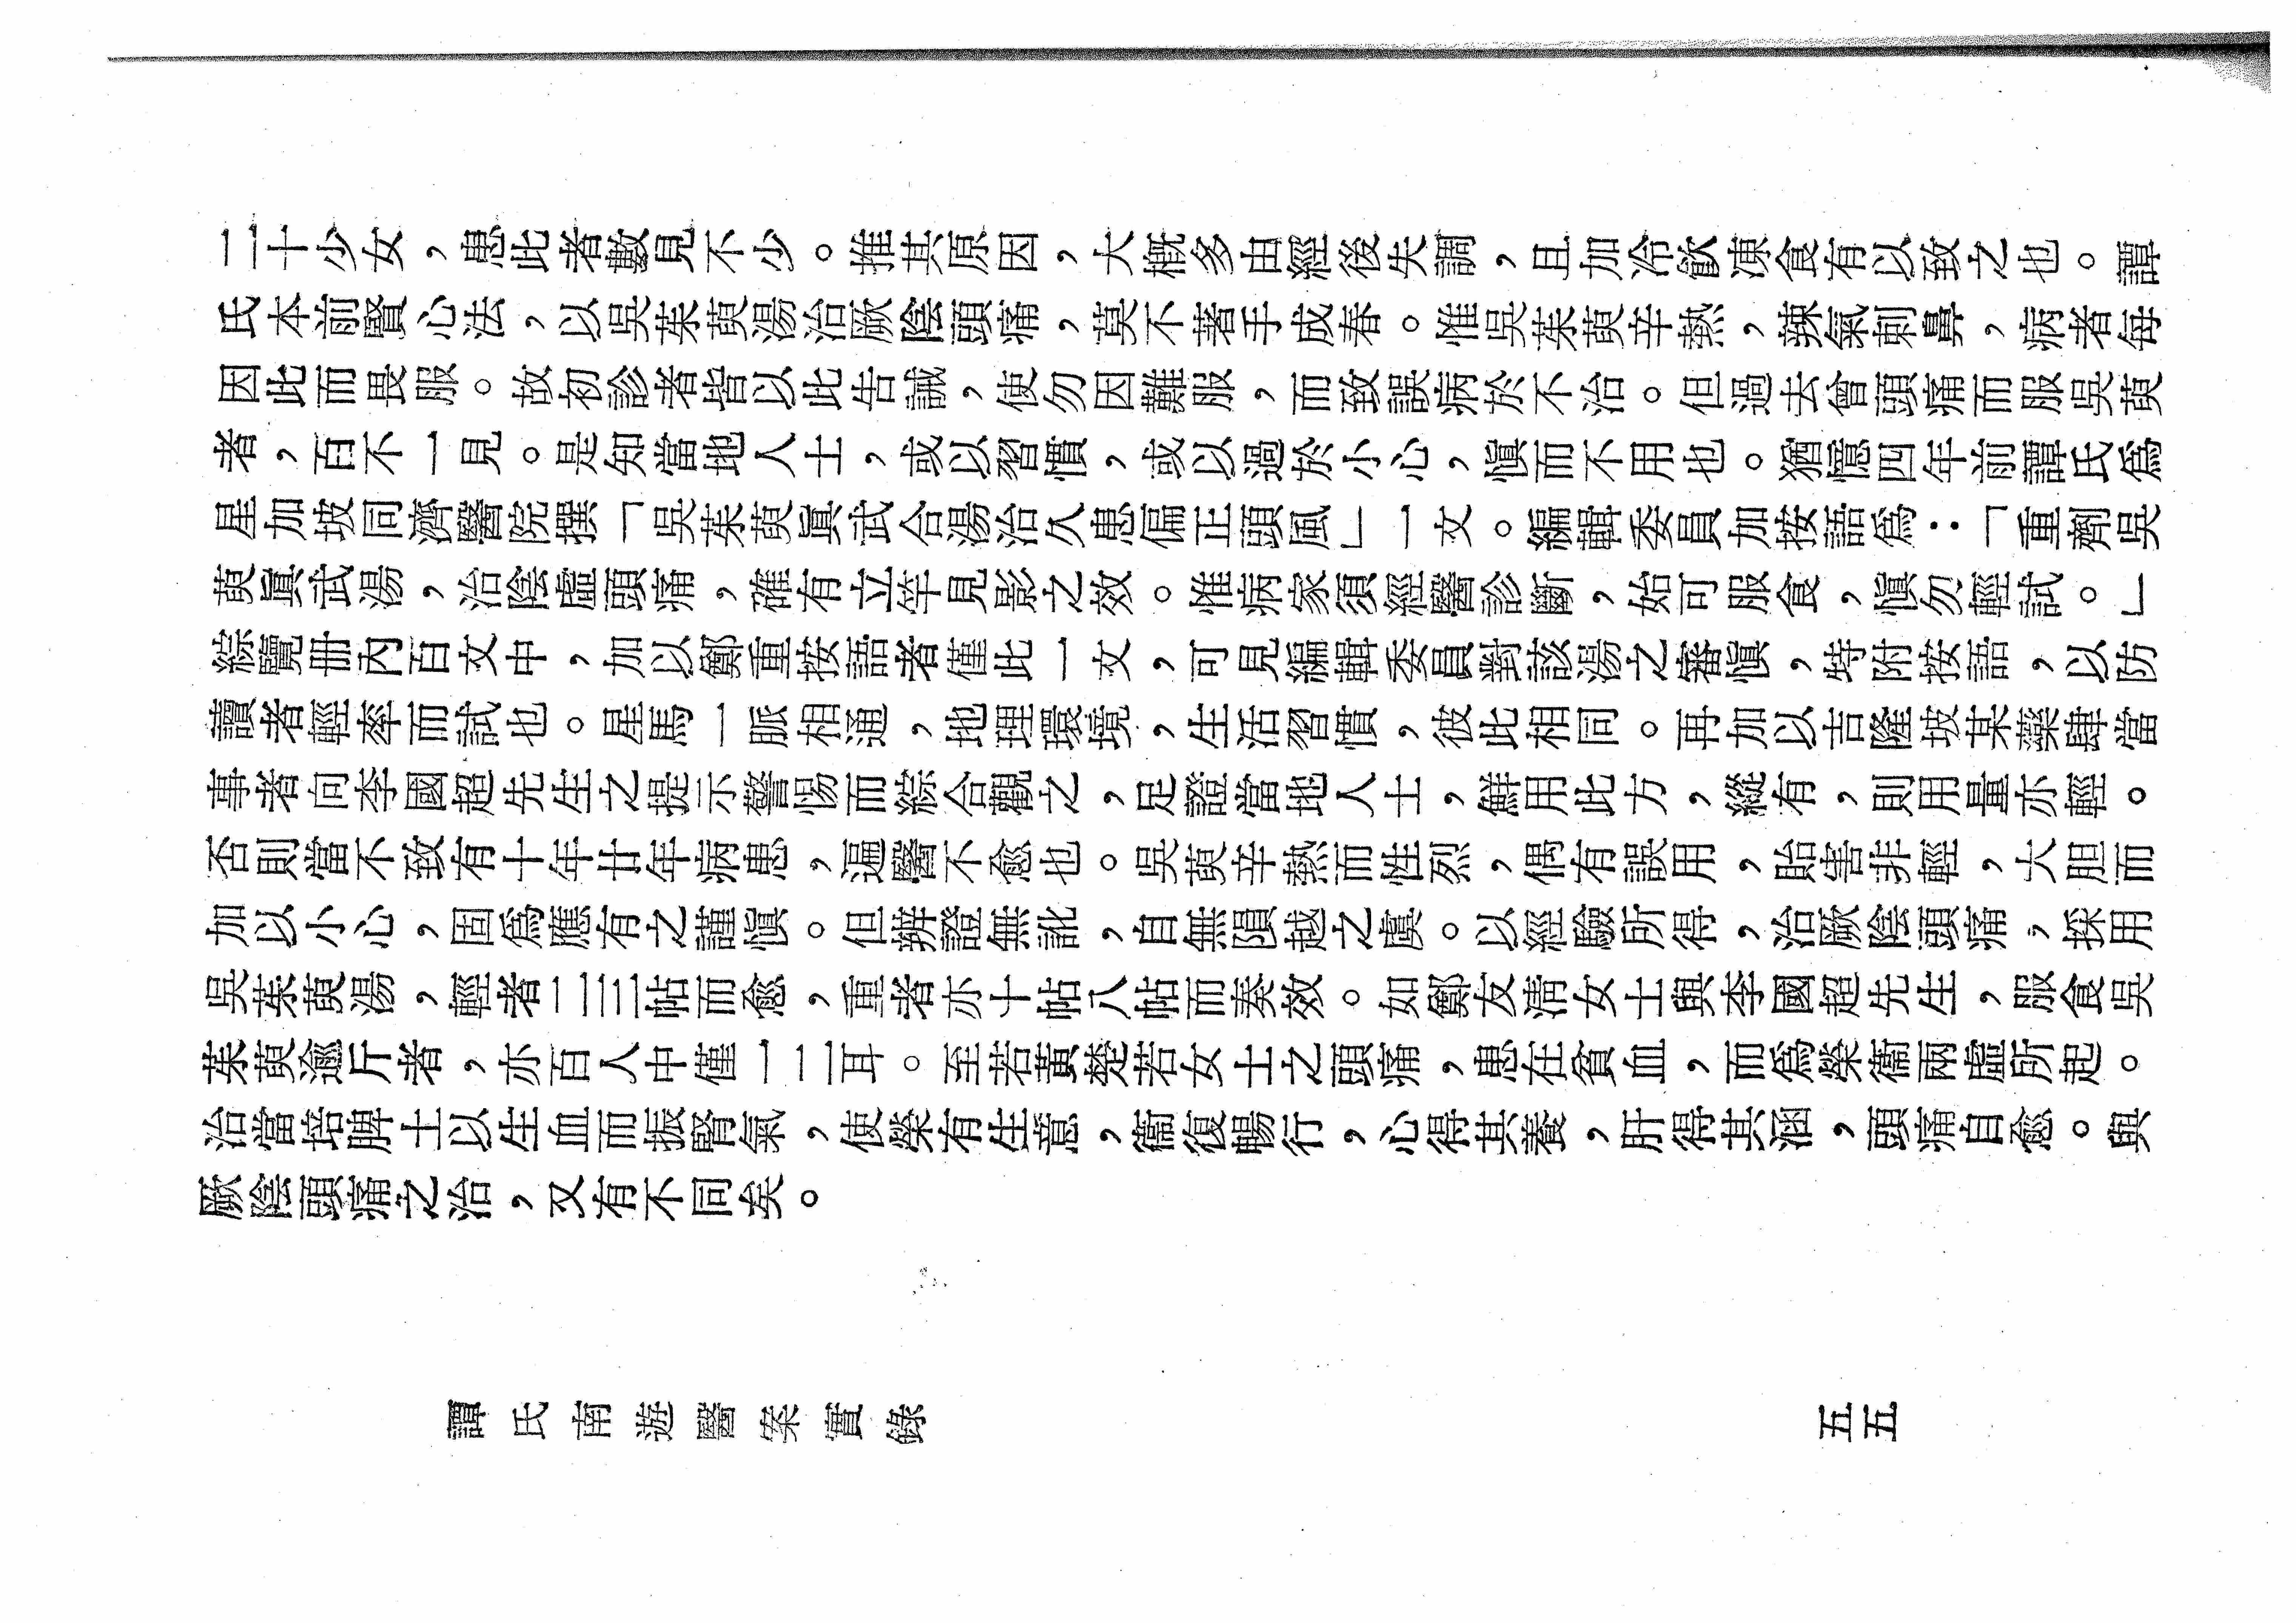 二十少女，患此者數見不少。推其原因，大概多由經後失調，且加冷飮凍食有以致之也。譚
氏本前賢心法，以吳茱萸湯治厥陰頭痛，莫不著手成春。惟吳茱萸辛熱，辣氣刺鼻，病者每
因此而畏服。故初診者皆以此告誡，使勿因難服，而致誤病於不治。但過去曾頭痛而服吳萸
者，百不一見。是知當地人士，或以習慣，或以過於小心，愼而不用也。猶憶四年前譚氏爲
星加坡同濟醫院撰「吳茱萸眞武合湯治久患偏正頭風」一文。編輯委員加按語爲：「重劑吳
萸眞武湯，治陰虛頭痛，確有立竿見影之效。惟病家須經醫診斷，始可服食，愼勿輕試。」
綜覽册內百文中，加以鄭重按語者僅此一文，可見編輯委員對該湯之審愼，特附按語，以防
讀者輕率而試也。星馬一脈相通，地理環境，生活習慣，彼此相同。再加以吉隆坡某藥肆當
事者向李國超先生之提示警惕而綜合觀之，足證當地人士，鮮用此方，縱有，則用量亦輕。
否則當不致有十年廿年病患，遍醫不愈也。吳萸辛熱而性烈，偶有誤用，貽害非輕，大胆而
加以小心，固爲應有之謹愼。但辨證無訛，自無隕越之虞。以經驗所得，治厥陰頭痛，採用
吳茱萸湯，輕者二三帖而愈，重者亦十帖八帖而奏效。如鄭友淸女士與李國超先生，服食吳
茱萸逾斤者，亦百人中僅一二耳。至若黃楚若女士之頭痛，患在貧血，而爲榮衞兩虛所起。
治當培脾土以生血而振腎氣，使榮有生意，衞復暢行，心得其養，肝得其涵，頭痛自愈。與
厥陰頭痛之治，又有不同矣。
譚氏南遊醫案實錄
五五